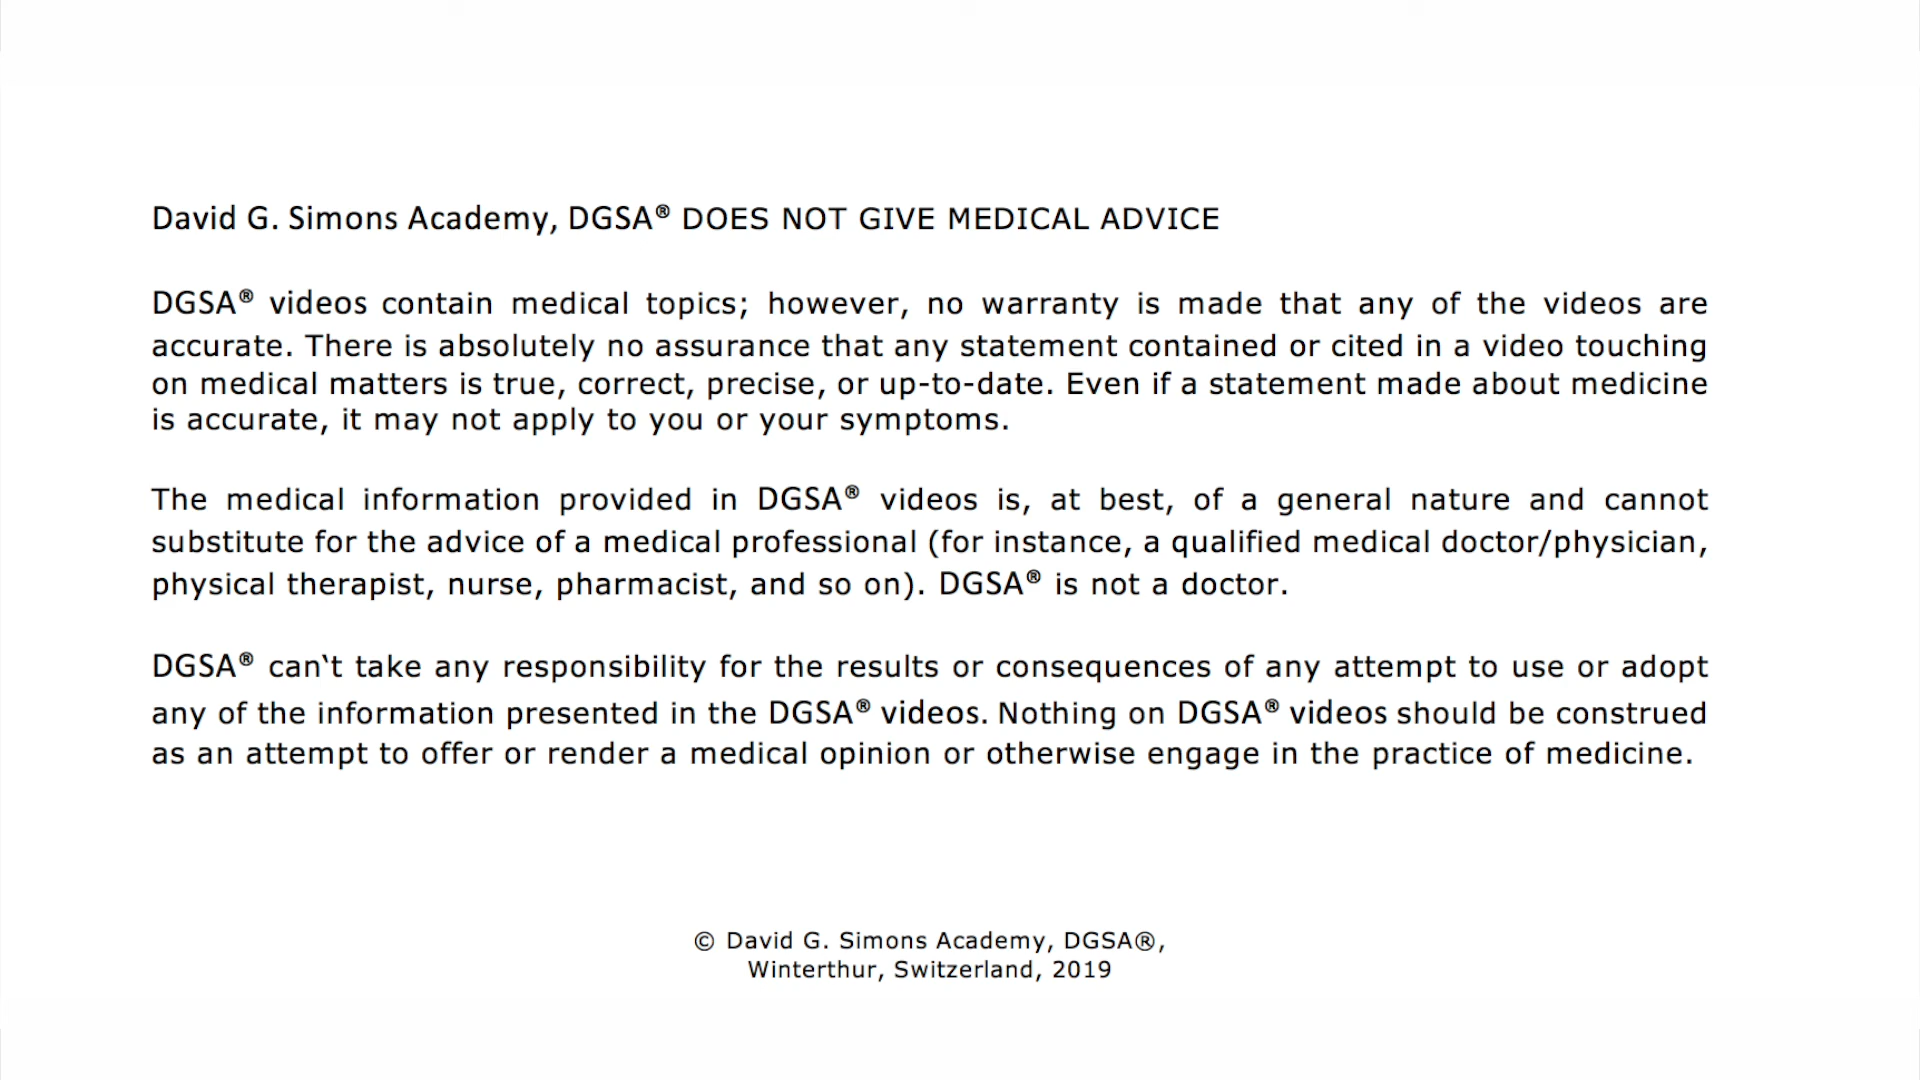 David G. Simons Academy, DGSA® DOES NOT GIVE MEDICAL ADVICE
DGSA® videos contain medical topics; however, no warranty is made that any of the videos are
accurate. There is absolutely no assurance that any statement contained or cited in a video touching
on medical matters is true, correct, precise, or up-to-date. Even if a statement made about medicine
is accurate, it may not apply to you or your symptoms.
The medical information provided in DGSA® videos is, at best, of a general nature and cannot
substitute for the advice of a medical professional (for instance, a qualified medical doctor/physician,
physical therapist, nurse, pharmacist, and so on). DGSA® is not a doctor.
DGSA® can‛t take any responsibility for the results or consequences of any attempt to use or adopt
any of the information presented in the DGSA® videos. Nothing on DGSA® videos should be construed
as an attempt to offer or render a medical opinion or otherwise engage in the practice of medicine.
© David G. Simons Academy, DGSA®,
Winterthur, Switzerland, 2019